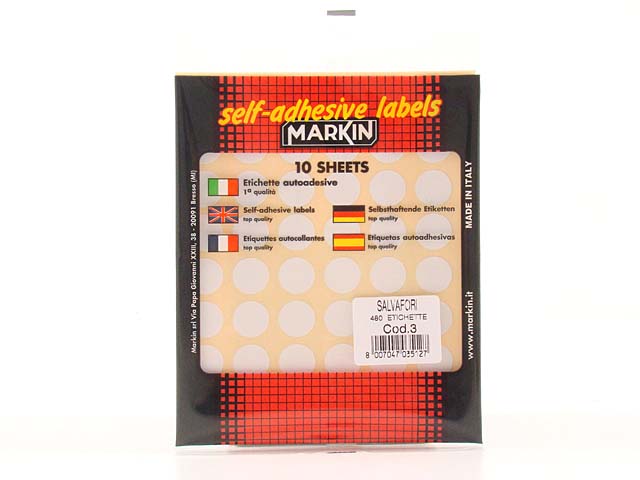 self-adhesive labels
MARKIN
10 SHEETS
Etichette autoadesive
1ª qualità
Self-adhesive labels
top quality
Selbsthaftende Etiketten
top quality
Etiquettes autocollantes
top quality
Etiquetas autoadhesivas
top quality
SALVAFORI
480 ETICHETTE
Cod.3
8 007047 035127
Markin srl Via Papa Giovanni XXIII, 38 - 20091 Bresso (MI)
MADE IN ITALY
www.markin.it